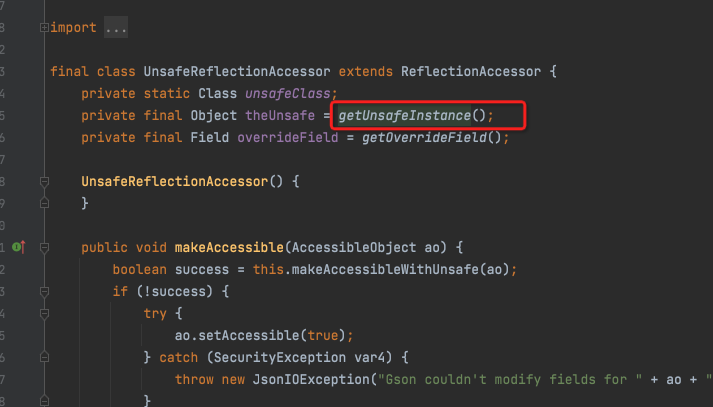 7
8 import ...
2
3 final class UnsafeReflectionAccessor extends ReflectionAccessor {
4 private static Class unsafeClass;
5 private final Object theUnsafe = getUnsafeInstance();
6 private final Field overrideField = getOverrideField();
7
8 UnsafeReflectionAccessor() {
9 }
0
1 public void makeAccessible(AccessibleObject ao) {
2 boolean success = this.makeAccessibleWithUnsafe(ao);
3 if (!success) {
4 try {
5 ao.setAccessible(true);
6 } catch (SecurityException var4) {
7 throw new JsonIOException("Gson couldn't modify fields for " + ao + "
8 }